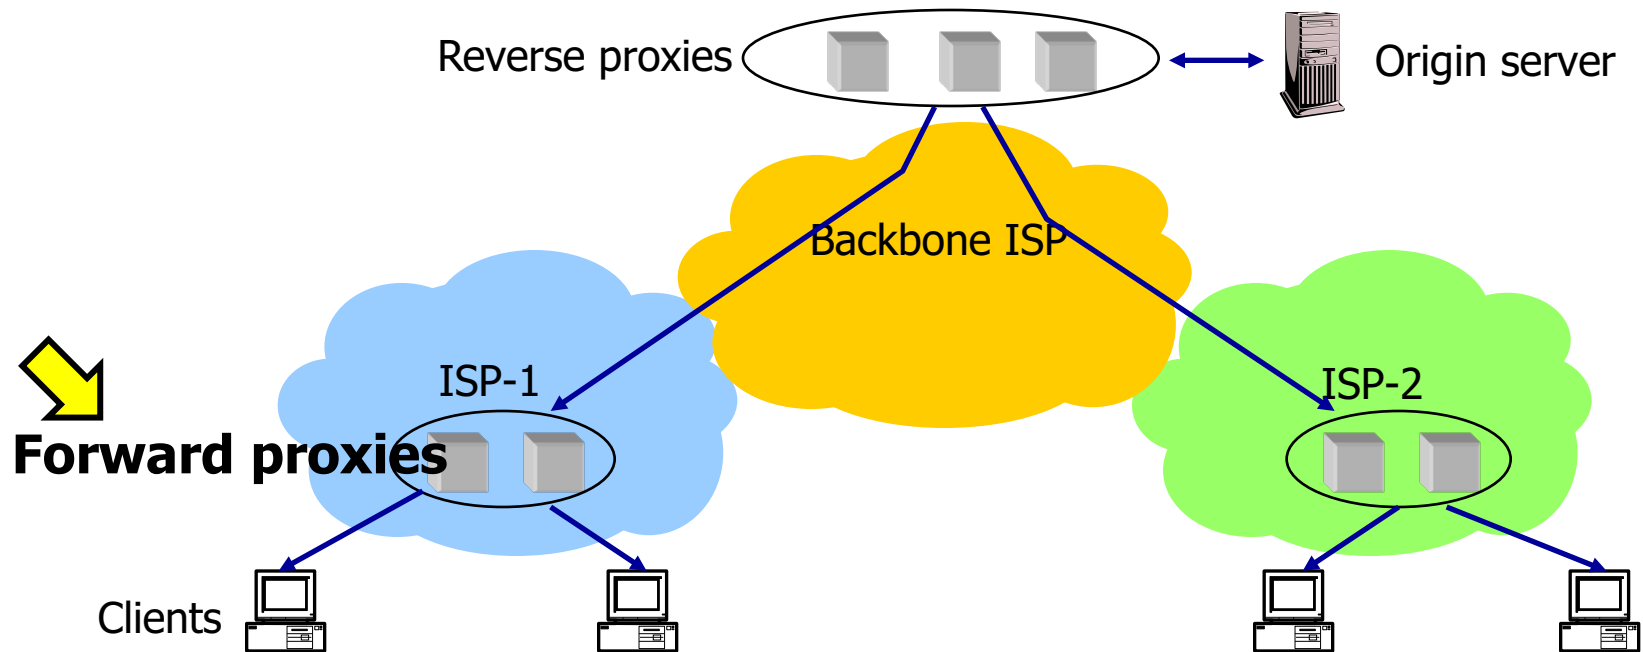 Reverse proxies
Origin server
Backbone ISP
ISP-1
ISP-2
Forward proxies
Clients